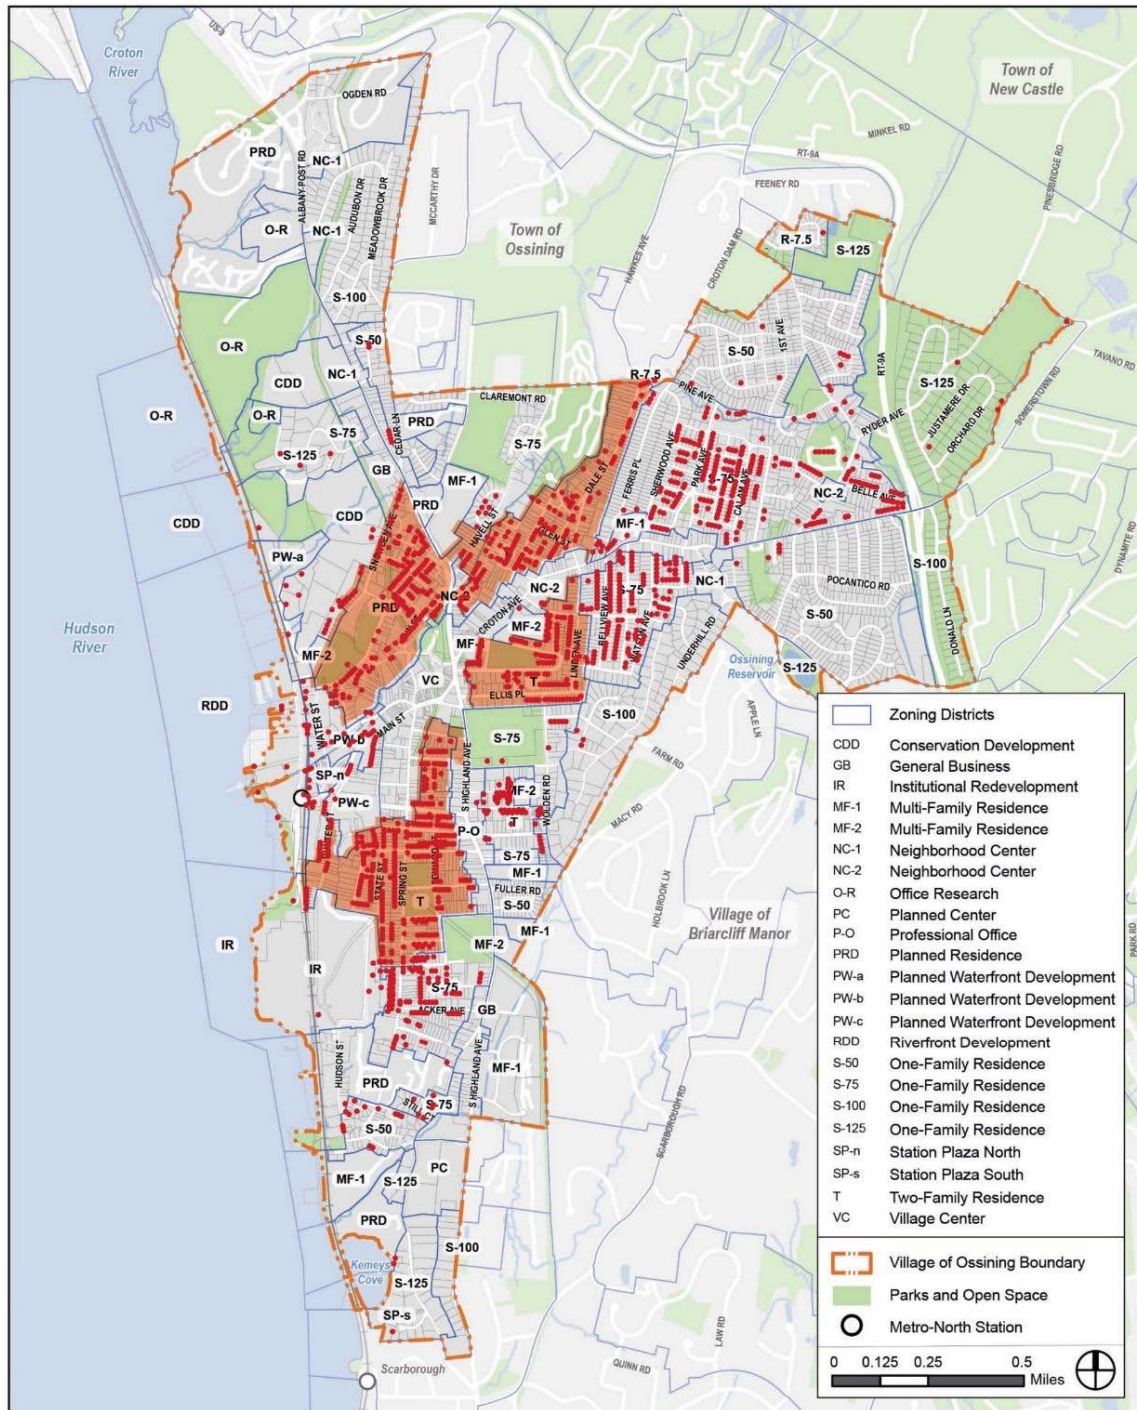 US-9
Croton
River
Town of
New Castle
OGDEN RD
MINKEL RD
PRD
NC-1
RT-9A
PINESBRIDGE RD
ALBANY POST RD
AUDUBON DR
MEADOWBROOK DR
MCCARTHY DR
FEENEY RD
O-R
NC-1
Town of
Ossining
HAWKES AVE
CROTON DAM RD
R-7.5
S-125
S-100
O-R
S-50
S-50
1ST AVE
RT-9A
NC-1
TAVANO RD
CDD
R-7.5
PINE AVE
S-125
SOMERSTOWN RD
O-R
O-R
CLAREMONT RD
JUSTAMERE DR
ORCHARD DR
CEDAR LN
PRD
RYDER AVE
S-75
S-75
S-125
GB
MF-1
DALE ST
FERRIS PL
SHERWOOD AVE
PARK AVE
S-75
CALAM AVE
NC-2
BELLE AVE
PRD
HAVELL ST
CDD
CDD
GLEN ST
MF-1
DYNAMITE RD
PW-a
S-100
NC-2
NC-1
POCANTICO RD
PRD
NC-2
S-75
BELLVIEW AVE
S-50
CROTON AVE
MF-2
LINDEN AVE
UNDERHILL RD
DONALD LN
Hudson
River
MF-2
Ossining
Reservoir
S-125
VC
T
ELLIS PL
RDD
WATER ST
MAIN ST
S-100
APPLE LN
PW-b
S-75
FARM RD
SP-n
S HIGHLAND AVE
MF-2
WOLDEN RD
PW-c
MACY RD
P-O
T
S-75
STATE ST
SPRING ST
MF-1
FULLER RD
HOLBROOK LN
T
S-50
Village of
Briarcliff Manor
MF-1
IR
MF-2
PARK RD
IR
S-75
ACKER AVE
GB
HUDSON ST
S HIGHLAND AVE
MF-1
PRD
S-75
SCARBOROUGH RD
S-50
PC
MF-1
S-125
PRD
S-100
Kemeys
Cove
S-125
SP-s
LAW RD
Scarborough
QUINN RD
Zoning Districts
CDD Conservation Development
GB General Business
IR Institutional Redevelopment
MF-1 Multi-Family Residence
MF-2 Multi-Family Residence
NC-1 Neighborhood Center
NC-2 Neighborhood Center
O-R Office Research
PC Planned Center
P-O Professional Office
PRD Planned Residence
PW-a Planned Waterfront Development
PW-b Planned Waterfront Development
PW-c Planned Waterfront Development
RDD Riverfront Development
S-50 One-Family Residence
S-75 One-Family Residence
S-100 One-Family Residence
S-125 One-Family Residence
SP-n Station Plaza North
SP-s Station Plaza South
T Two-Family Residence
VC Village Center
Village of Ossining Boundary
Parks and Open Space
Metro-North Station
0 0.125 0.25 0.5
Miles